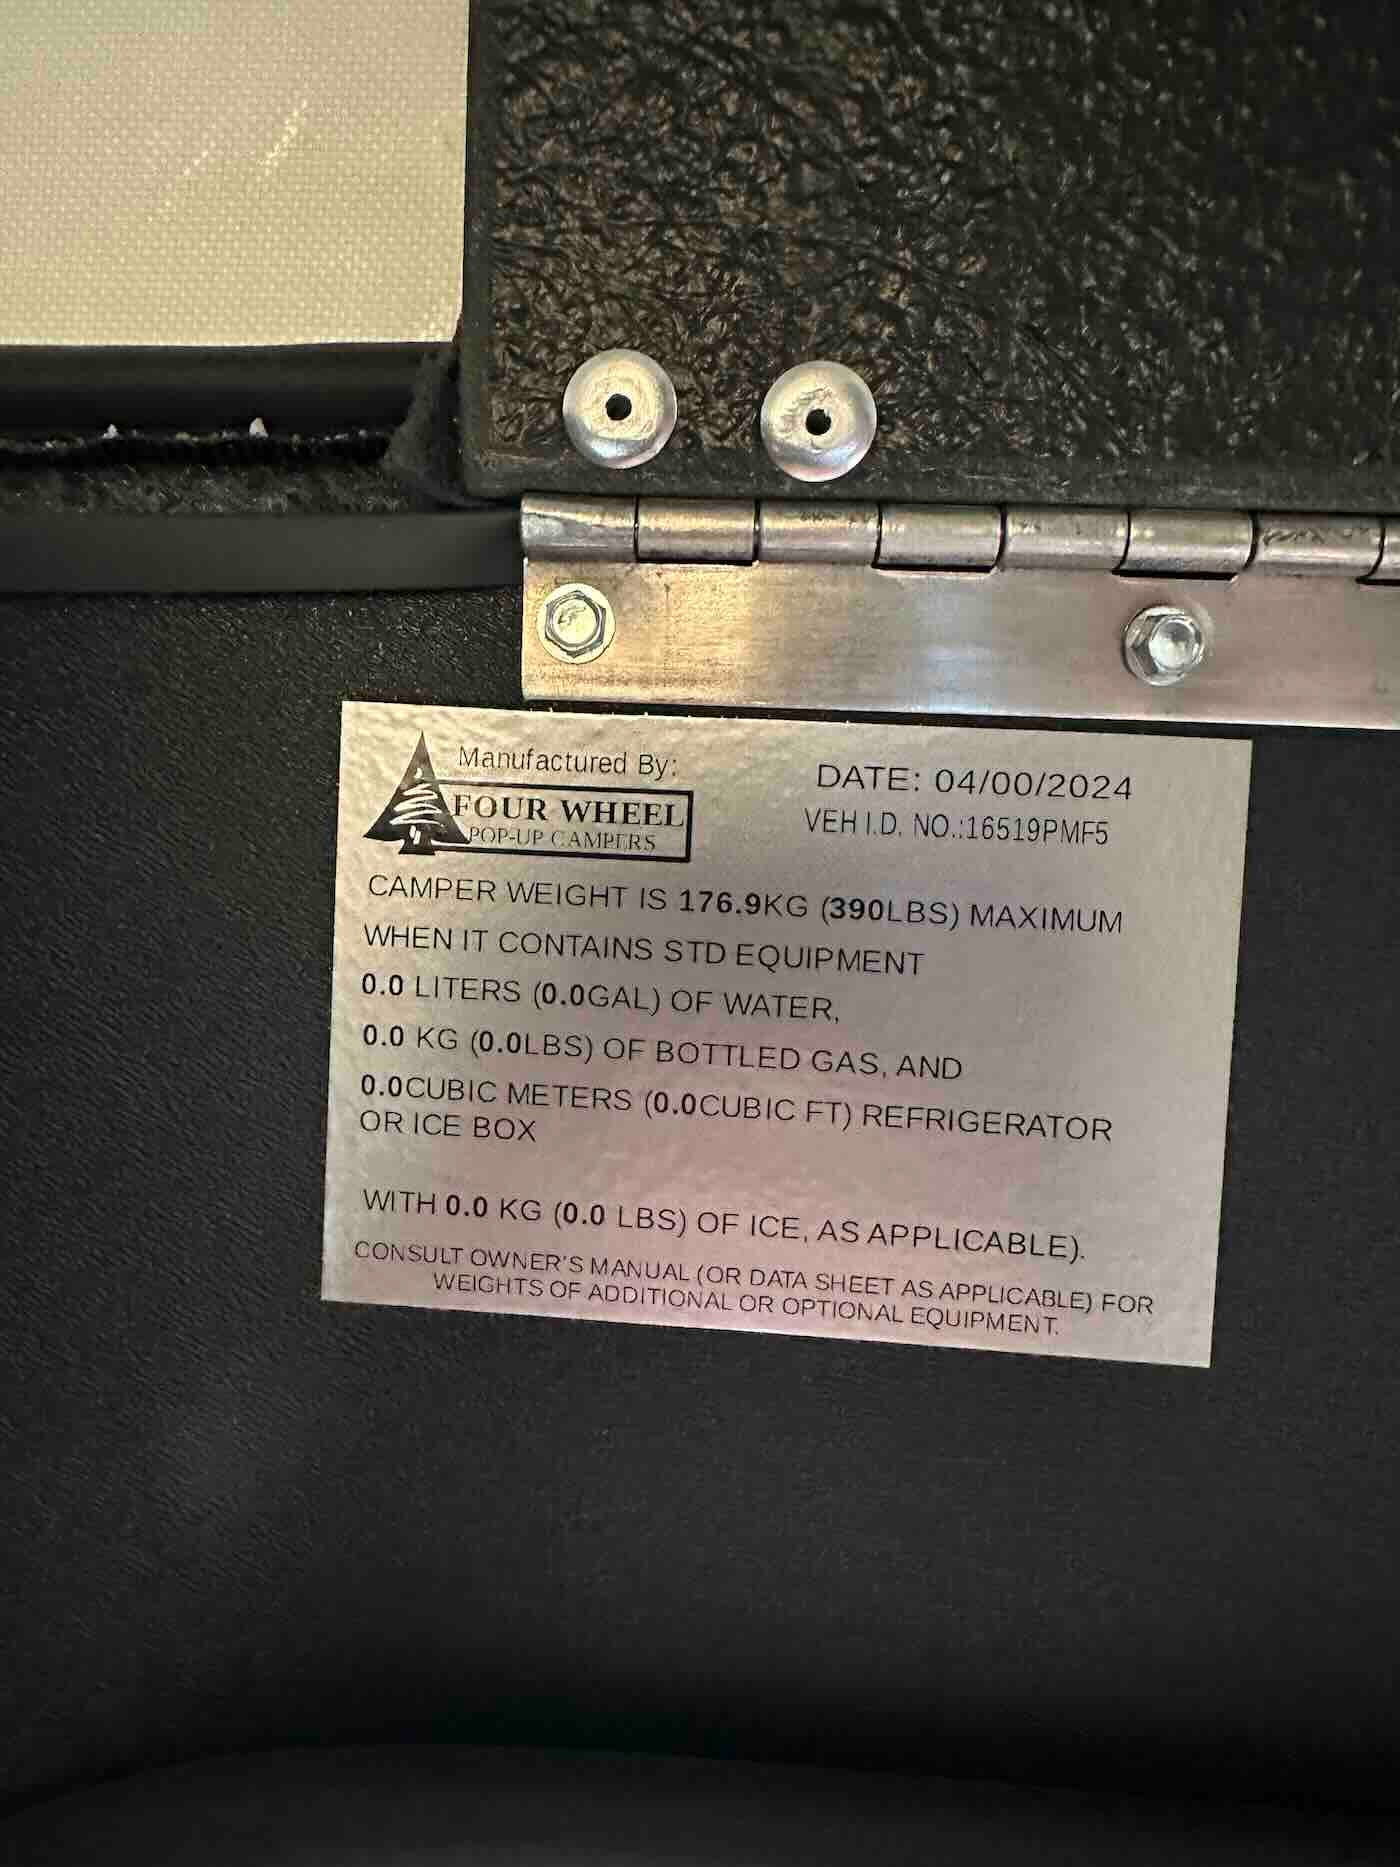 Manufactured By:
FOUR WHEEL
POP-UP CAMPERS
DATE: 04/00/2024
VEH I.D. NO.:16519PMF5
CAMPER WEIGHT IS 176.9KG (390LBS) MAXIMUM
WHEN IT CONTAINS STD EQUIPMENT
0.0 LITERS (0.0GAL) OF WATER,
0.0 KG (0.0LBS) OF BOTTLED GAS, AND
0.0CUBIC METERS (0.0CUBIC FT) REFRIGERATOR
OR ICE BOX
WITH 0.0 KG (0.0 LBS) OF ICE, AS APPLICABLE).
CONSULT OWNER'S MANUAL (OR DATA SHEET AS APPLICABLE) FOR
WEIGHTS OF ADDITIONAL OR OPTIONAL EQUIPMENT.